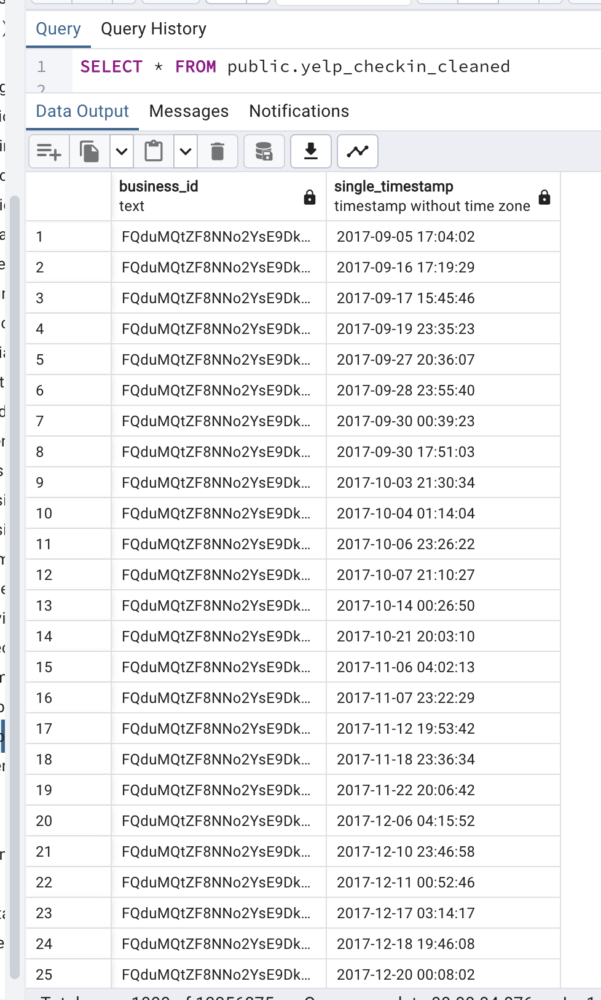 Query Query History
1 SELECT * FROM public.yelp_checkin_cleaned
2
Data Output Messages Notifications
business_id single_timestamp
text timestamp without time zone
1 FQduMQtZF8NNo2YsE9Dk... 2017-09-05 17:04:02
2 FQduMQtZF8NNo2YsE9Dk... 2017-09-16 17:19:29
3 FQduMQtZF8NNo2YsE9Dk... 2017-09-17 15:45:46
4 FQduMQtZF8NNo2YsE9Dk... 2017-09-19 23:35:23
5 FQduMQtZF8NNo2YsE9Dk... 2017-09-27 20:36:07
6 FQduMQtZF8NNo2YsE9Dk... 2017-09-28 23:55:40
7 FQduMQtZF8NNo2YsE9Dk... 2017-09-30 00:39:23
8 FQduMQtZF8NNo2YsE9Dk... 2017-09-30 17:51:03
9 FQduMQtZF8NNo2YsE9Dk... 2017-10-03 21:30:34
10 FQduMQtZF8NNo2YsE9Dk... 2017-10-04 01:14:04
11 FQduMQtZF8NNo2YsE9Dk... 2017-10-06 23:26:22
12 FQduMQtZF8NNo2YsE9Dk... 2017-10-07 21:10:27
13 FQduMQtZF8NNo2YsE9Dk... 2017-10-14 00:26:50
14 FQduMQtZF8NNo2YsE9Dk... 2017-10-21 20:03:10
15 FQduMQtZF8NNo2YsE9Dk... 2017-11-06 04:02:13
16 FQduMQtZF8NNo2YsE9Dk... 2017-11-07 23:22:29
17 FQduMQtZF8NNo2YsE9Dk... 2017-11-12 19:53:42
18 FQduMQtZF8NNo2YsE9Dk... 2017-11-18 23:36:34
19 FQduMQtZF8NNo2YsE9Dk... 2017-11-22 20:06:42
20 FQduMQtZF8NNo2YsE9Dk... 2017-12-06 04:15:52
21 FQduMQtZF8NNo2YsE9Dk... 2017-12-10 23:46:58
22 FQduMQtZF8NNo2YsE9Dk... 2017-12-11 00:52:46
23 FQduMQtZF8NNo2YsE9Dk... 2017-12-17 03:14:17
24 FQduMQtZF8NNo2YsE9Dk... 2017-12-18 19:46:08
25 FQduMQtZF8NNo2YsE9Dk... 2017-12-20 00:08:02